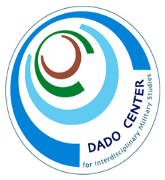 DADO CENTER
for Interdisciplinary Military Studies